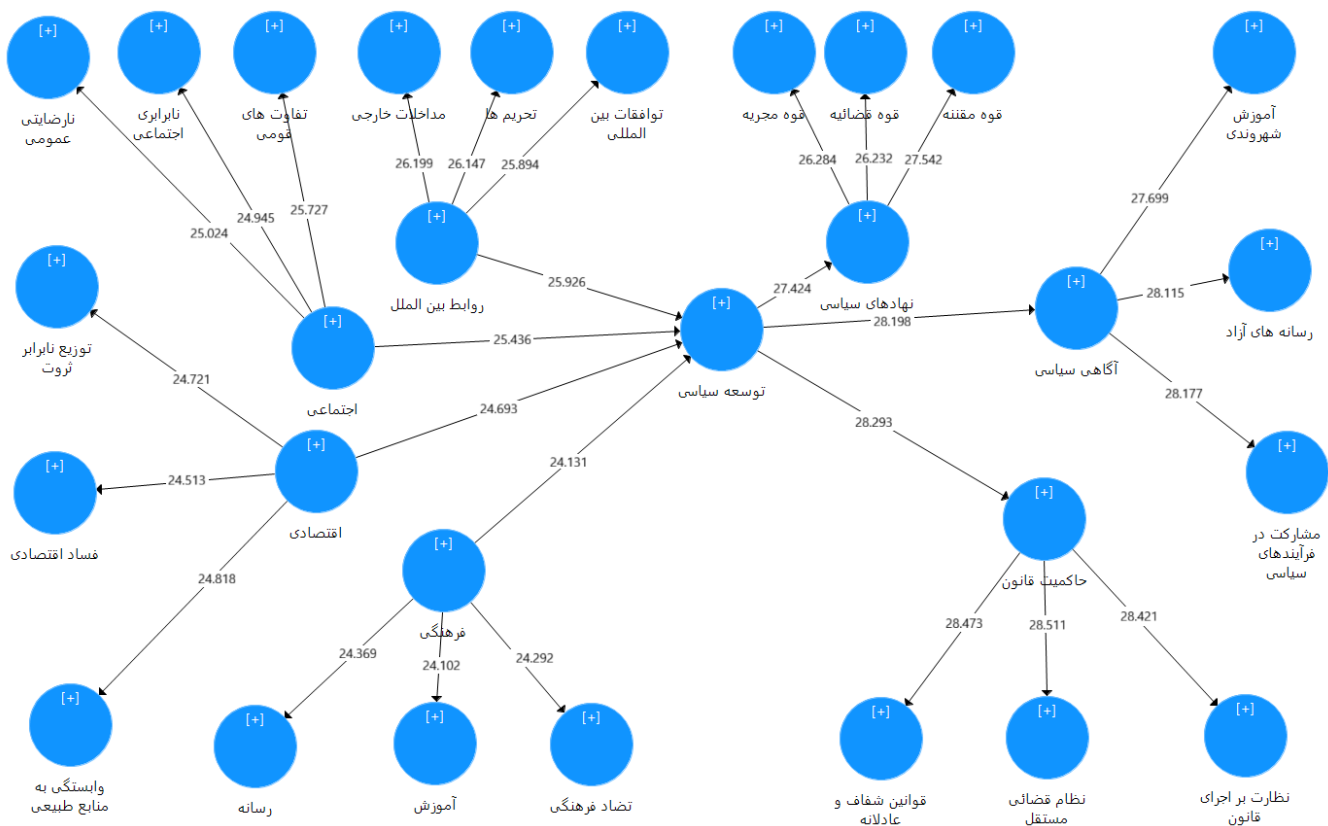 [+]
نارضایتی
عمومی
[+]
نابرابری
اجتماعی
[+]
تفاوت های
قومی
[+]
مداخلات خارجی
[+]
تحریم ها
[+]
توافقات بین
المللی
[+]
قوه مجریه
[+]
قوه قضائیه
[+]
قوه مقننه
[+]
آموزش
شهروندی
25.024
24.945
25.727
26.199
26.147
25.894
26.284
26.232
27.542
27.699
[+]
روابط بین الملل
[+]
نهادهای سیاسی
[+]
رسانه های آزاد
[+]
توزیع نابرابر
ثروت
[+]
اجتماعی
[+]
توسعه سیاسی
[+]
آگاهی سیاسی
25.926
27.424
28.115
25.436
28.198
28.177
24.721
24.693
28.293
24.131
[+]
اقتصادی
[+]
فساد اقتصادی
24.513
24.818
[+]
مشارکت در
فرآیندهای
سیاسی
[+]
فرهنگی
[+]
حاکمیت قانون
24.369
24.102
24.292
28.473
28.511
28.421
[+]
وابستگی به
منابع طبیعی
[+]
رسانه
[+]
آموزش
[+]
تضاد فرهنگی
[+]
قوانین شفاف و
عادلانه
[+]
نظام قضائی
مستقل
[+]
نظارت بر اجرای
قانون